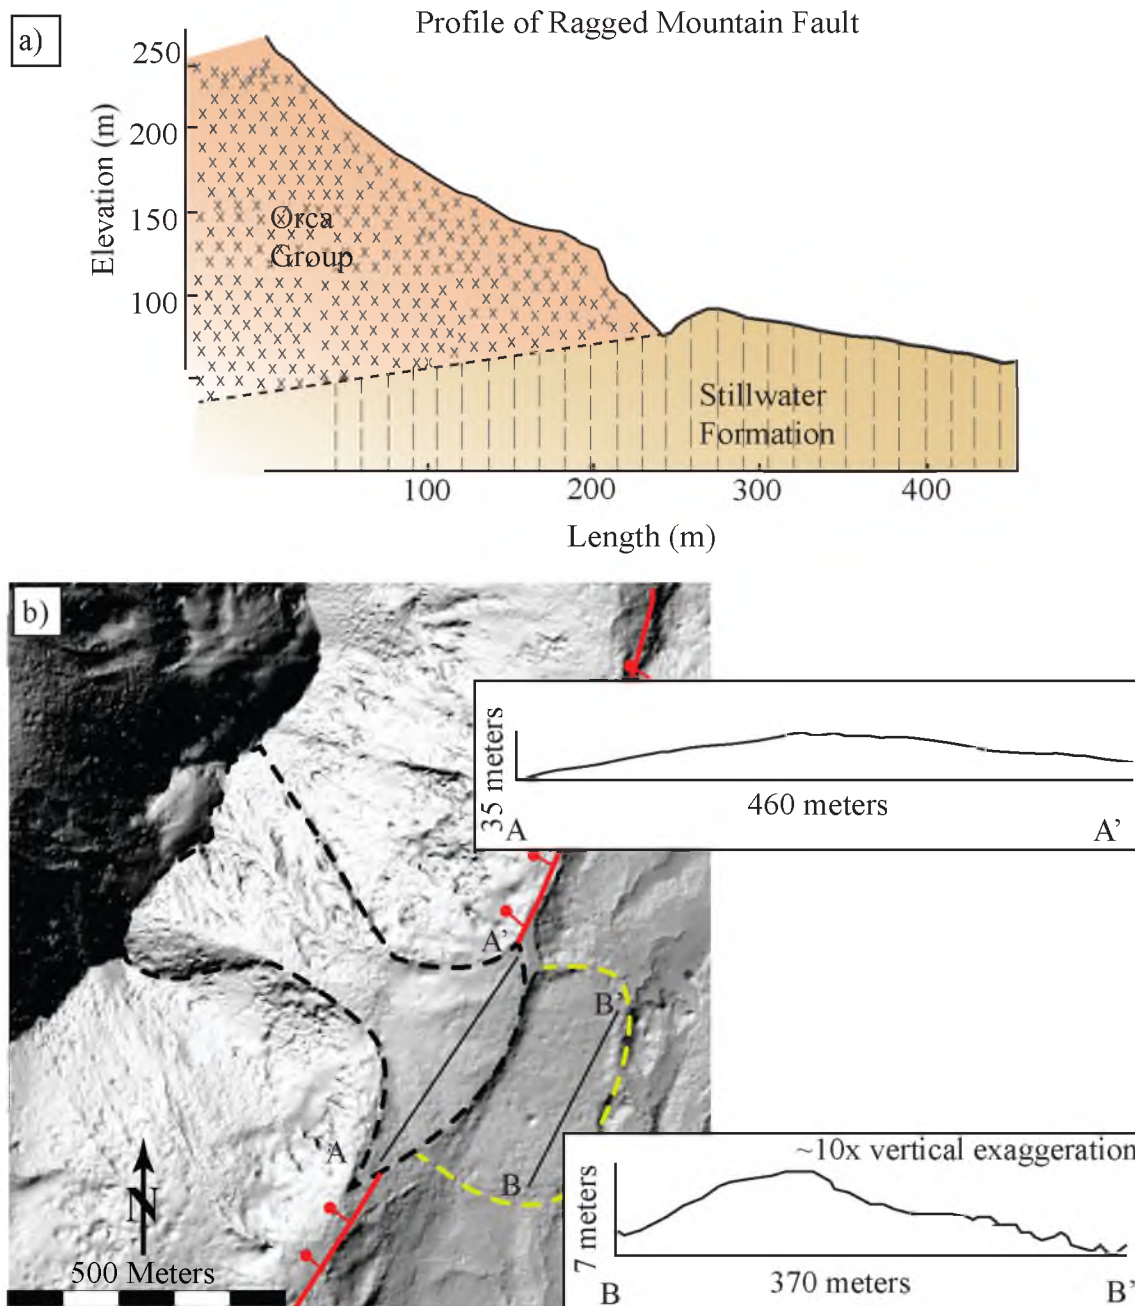 a)
Profile of Ragged Mountain Fault
Elevation (m)
250
200
150
100
Orca
Group
Stillwater
Formation
100
200
300
400
Length (m)
b)
35 meters
460 meters
A
A'
A'
B'
A
B
N
500 Meters
~10x vertical exaggeration
7 meters
370 meters
B
B'